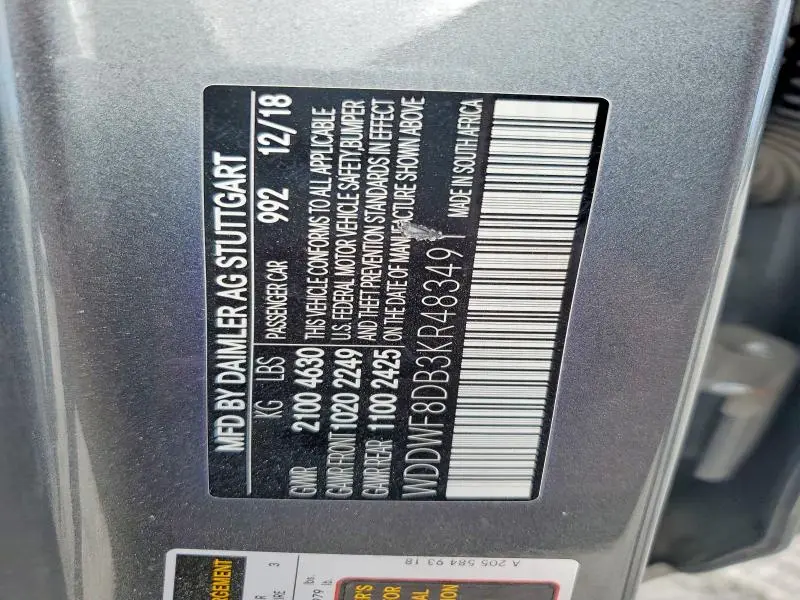 MFD BY DAIMLER AG STUTTGART
KG LBS PASSENGER CAR 992 12/18
GVWR 2100 4630 THIS VEHICLE CONFORMS TO ALL APPLICABLE
GAWR FRONT 1020 2249 U.S. FEDERAL MOTOR VEHICLE SAFETY, BUMPER
GAWR REAR 1100 2425 AND THEFT PREVENTION STANDARDS IN EFFECT
ON THE DATE OF MANUFACTURE SHOWN ABOVE
WDDWF8DB3KR483491 MADE IN SOUTH AFRICA
A 205 584 93 18
3